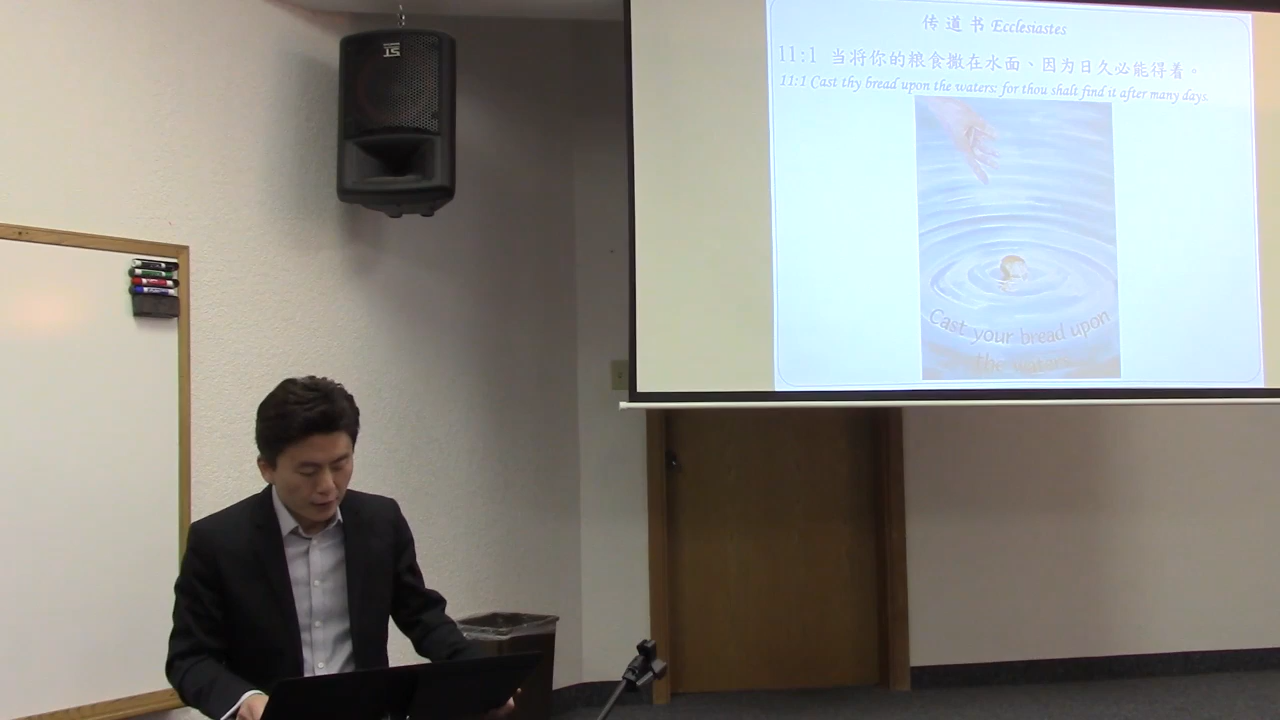 传道书 Ecclesiastes
11:1 当将你的粮食撒在水面、因为日久必能得着。
11:1 Cast thy bread upon the waters: for thou shalt find it after many days.
Cast your bread upon
the waters
ST